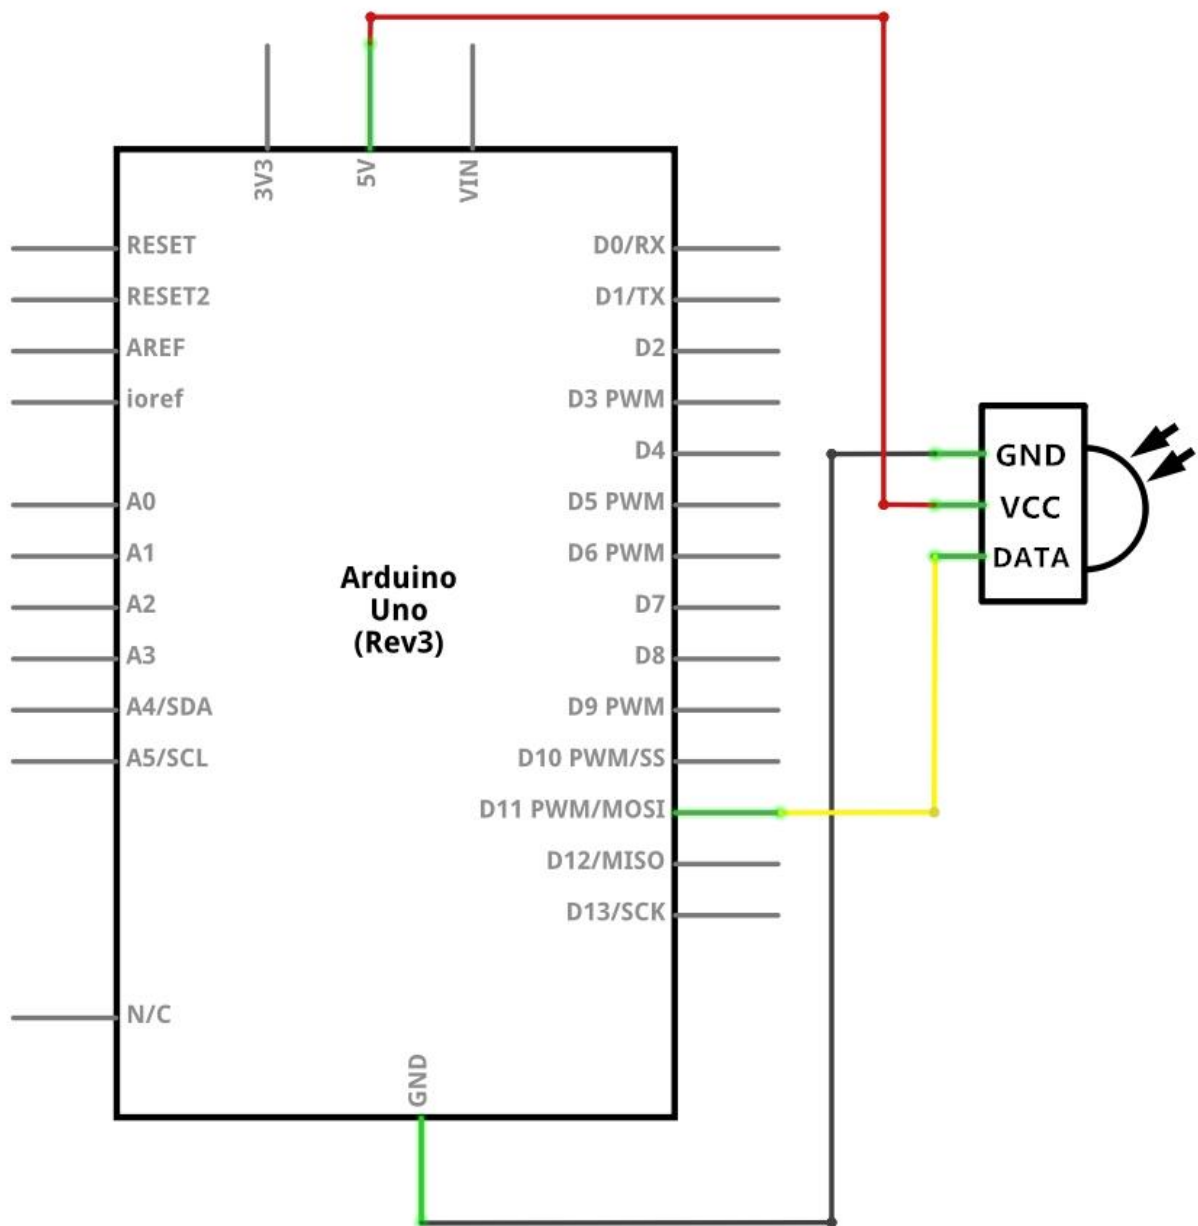 3V3
5V
VIN
RESET
RESET2
AREF
ioref
A0
A1
A2
A3
A4/SDA
A5/SCL
N/C
Arduino
Uno
(Rev3)
D0/RX
D1/TX
D2
D3 PWM
D4
D5 PWM
D6 PWM
D7
D8
D9 PWM
D10 PWM/SS
D11 PWM/MOSI
D12/MISO
D13/SCK
GND
GND
VCC
DATA